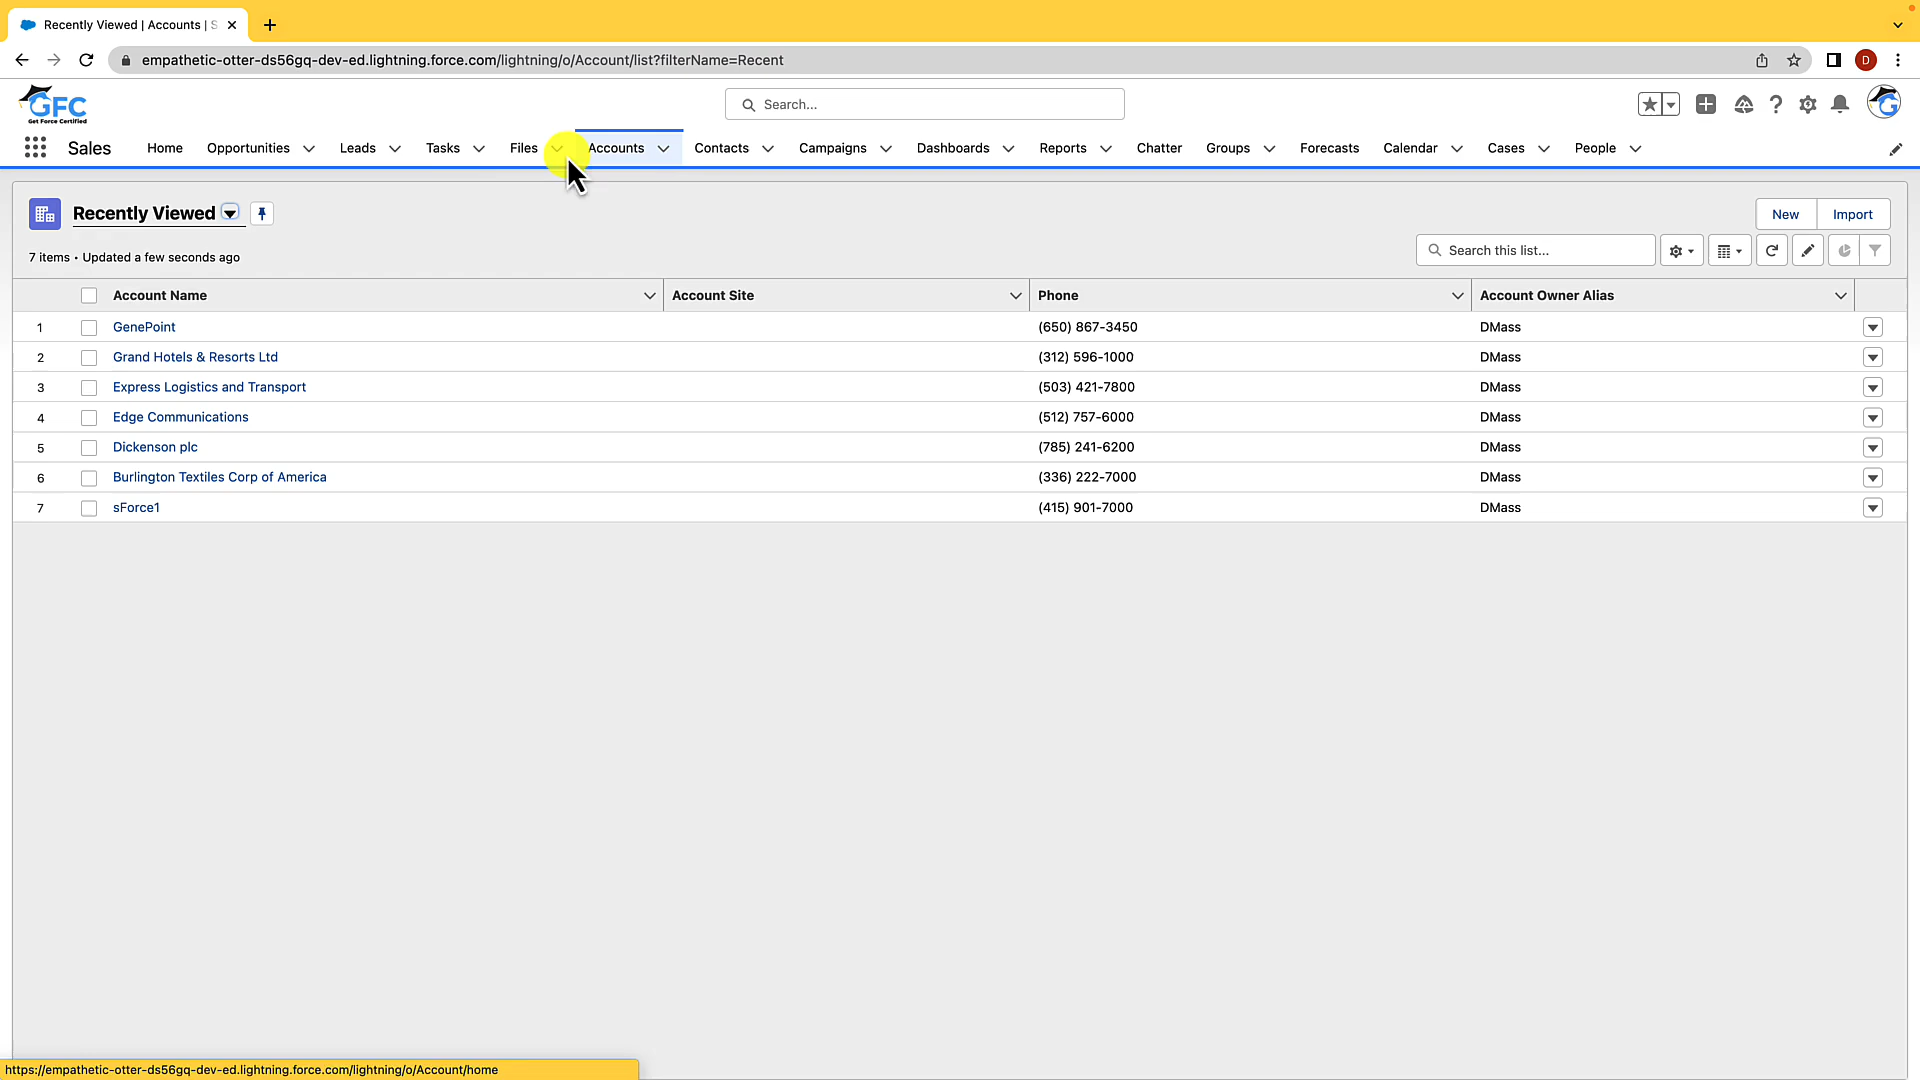 Recently Viewed | Accounts | S
empathetic-otter-ds56gq-dev-ed.lightning.force.com/lightning/o/Account/list?filterName=Recent
D
GFC
Get Force Certified
Search...
Sales Home Opportunities Leads Tasks Files Accounts Contacts Campaigns Dashboards Reports Chatter Groups Forecasts Calendar Cases People
Recently Viewed
New Import
7 items • Updated a few seconds ago
Search this list...
Account Name Account Site Phone Account Owner Alias
1 GenePoint (650) 867-3450 DMass
2 Grand Hotels & Resorts Ltd (312) 596-1000 DMass
3 Express Logistics and Transport (503) 421-7800 DMass
4 Edge Communications (512) 757-6000 DMass
5 Dickenson plc (785) 241-6200 DMass
6 Burlington Textiles Corp of America (336) 222-7000 DMass
7 sForce1 (415) 901-7000 DMass
https://empathetic-otter-ds56gq-dev-ed.lightning.force.com/lightning/o/Account/home